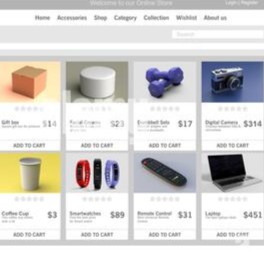 Welcome to our Online Store
Login | Register
Home Accessories Shop Category Collection Wishlist About us
Search
Gift box $14
Facial Creams $23
Dumbbell Sets $17
Digital Camera $314
ADD TO CART ADD TO CART ADD TO CART ADD TO CART
Coffee Cup $3
Smartwatches $89
Remote Control $31
Laptop $451
ADD TO CART ADD TO CART ADD TO CART ADD TO CART